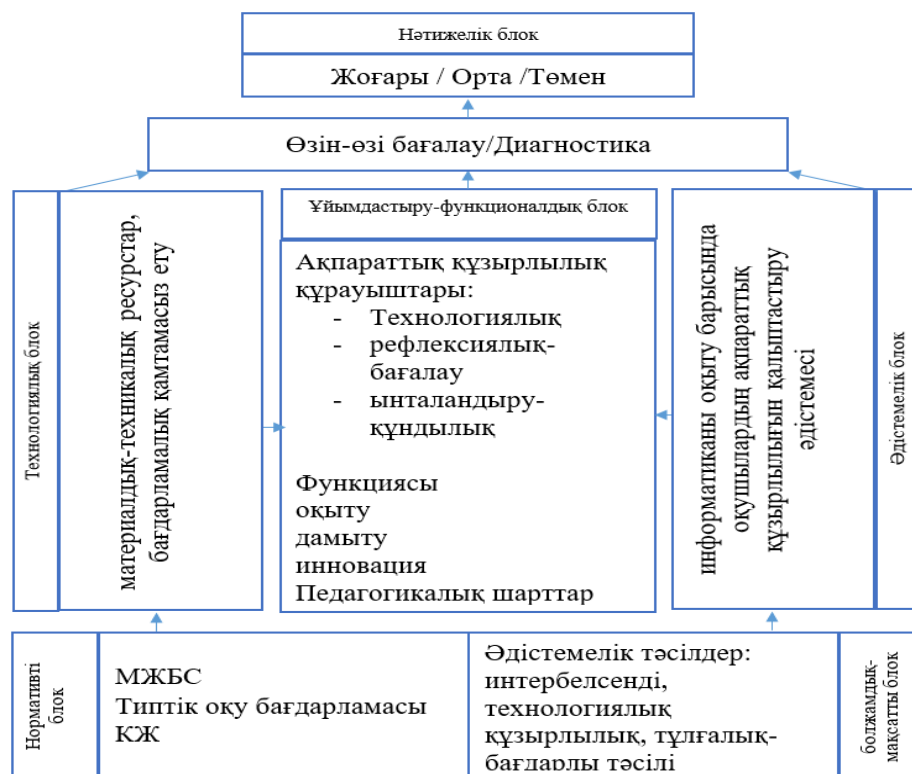 Нәтижелік блок
Жоғары / Орта /Төмен
Өзін-өзі бағалау/Диагностика
Технологиялық блок
материалдық-техникалық ресурстар,
бағдарламалық қамтамасыз ету
Ұйымдастыру-функционалдық блок
Ақпараттық құзырлылық
құрауыштары:
- Технологиялық
- рефлексиялық-
бағалау
- ынталандыру-
құндылық
Функциясы
оқыту
дамыту
инновация
Педагогикалық шарттар
информатиканы оқыту барысында
оқушылардың ақпараттық
құзырлылығын қалыптастыру
әдістемесі
Әдістемелік блок
Нормативті
блок
МЖБС
Типтік оқу бағдарламасы
КЖ
Әдістемелік тәсілдер:
интербелсенді,
технологиялық
құзырлылық, тұлғалық-
бағдарлы тәсілі
болжамдық-
мақсатты блок